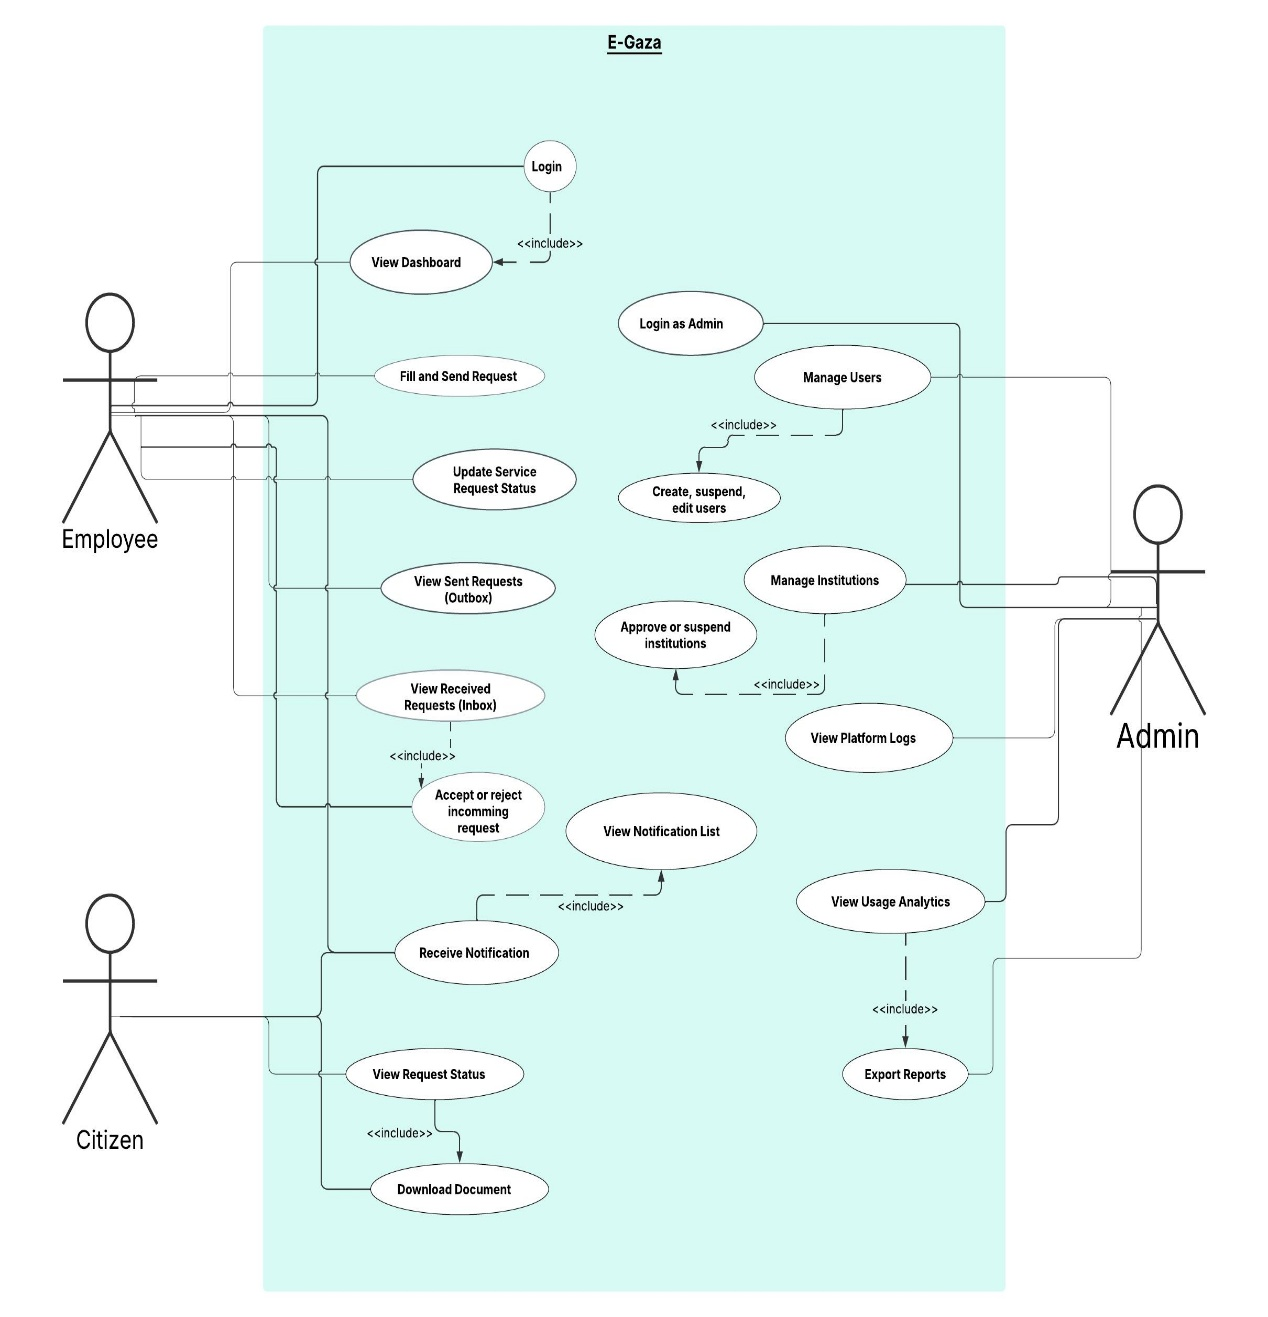 E-Gaza
Login
<<include>>
View Dashboard
Login as Admin
Fill and Send Request
Manage Users
<<include>>
Update Service
Request Status
Create, suspend,
edit users
Employee
View Sent Requests
(Outbox)
Manage Institutions
Approve or suspend
institutions
<<include>>
View Received
Requests (Inbox)
<<include>>
View Platform Logs
Admin
Accept or reject
incomming
request
View Notification List
<<include>>
View Usage Analytics
Receive Notification
<<include>>
View Request Status
Export Reports
<<include>>
Citizen
Download Document